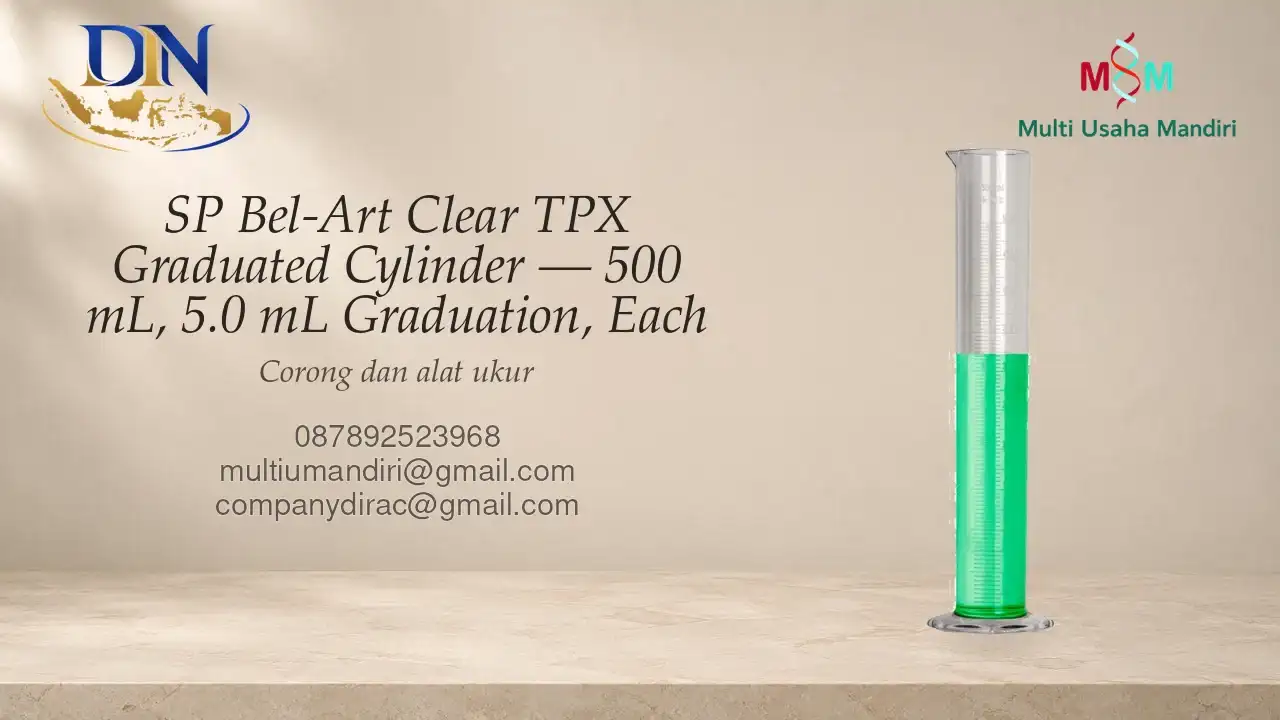 DIN
MSM
Multi Usaha Mandiri
SP Bel-Art Clear TPX
Graduated Cylinder — 500
mL, 5.0 mL Graduation, Each
Corong dan alat ukur
087892523968
multiumandiri@gmail.com
companydirac@gmail.com